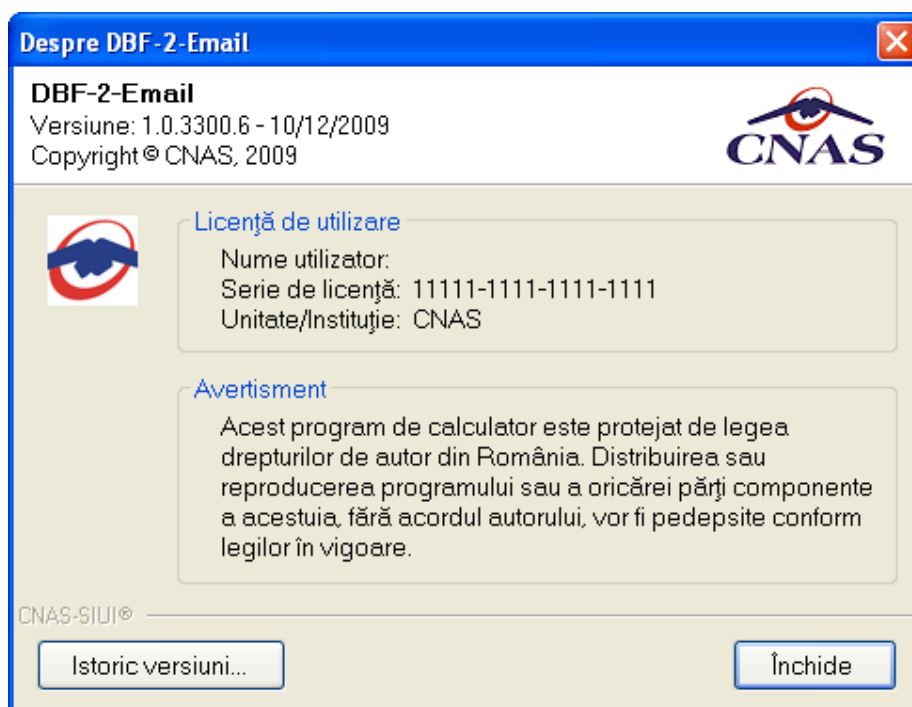 Despre DBF-2-Email
DBF-2-Email
Versiune: 1.0.3300.6 - 10/12/2009
Copyright © CNAS, 2009
CNAS
Licenţă de utilizare
Nume utilizator:
Serie de licenţă: 11111-1111-1111-1111
Unitate/Instituţie: CNAS
Avertisment
Acest program de calculator este protejat de legea
drepturilor de autor din România. Distribuirea sau
reproducerea programului sau a oricărei părţi componente
a acestuia, fără acordul autorului, vor fi pedepsite conform
legilor în vigoare.
CNAS-SIUI®
Istoric versiuni...
Închide